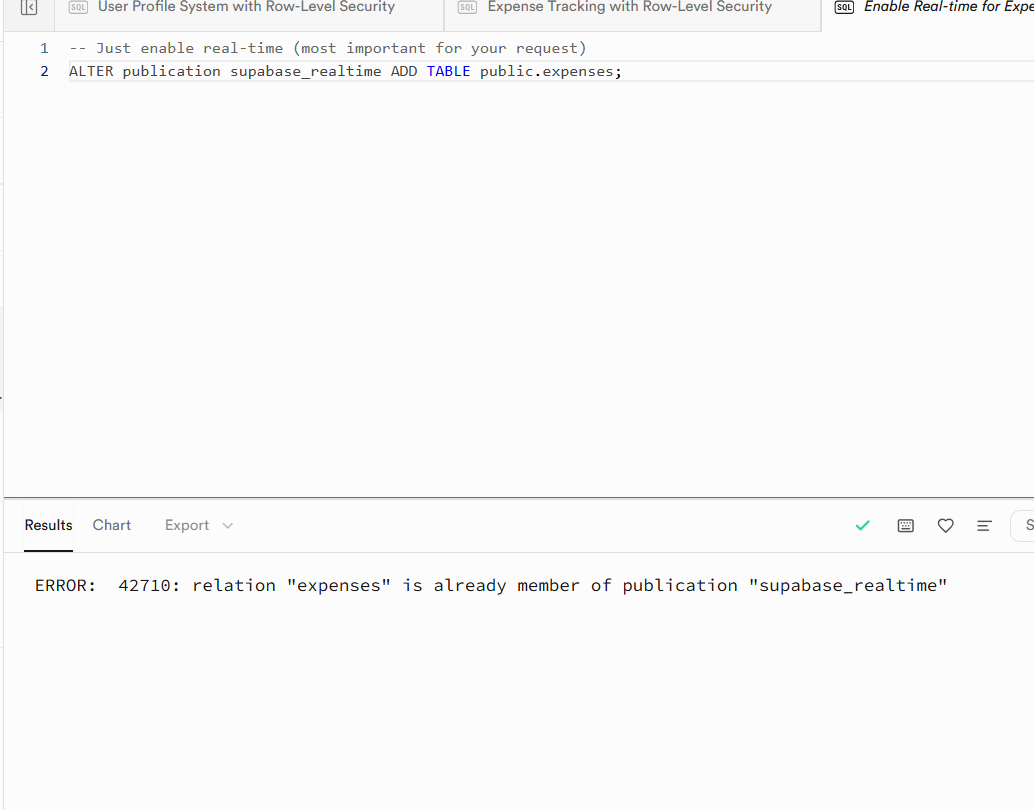 SQL User Profile System with Row-Level Security
SQL Expense Tracking with Row-Level Security
SQL Enable Real-time for Expe
1 -- Just enable real-time (most important for your request)
2 ALTER publication supabase_realtime ADD TABLE public.expenses;
Results Chart Export
S
ERROR: 42710: relation "expenses" is already member of publication "supabase_realtime"